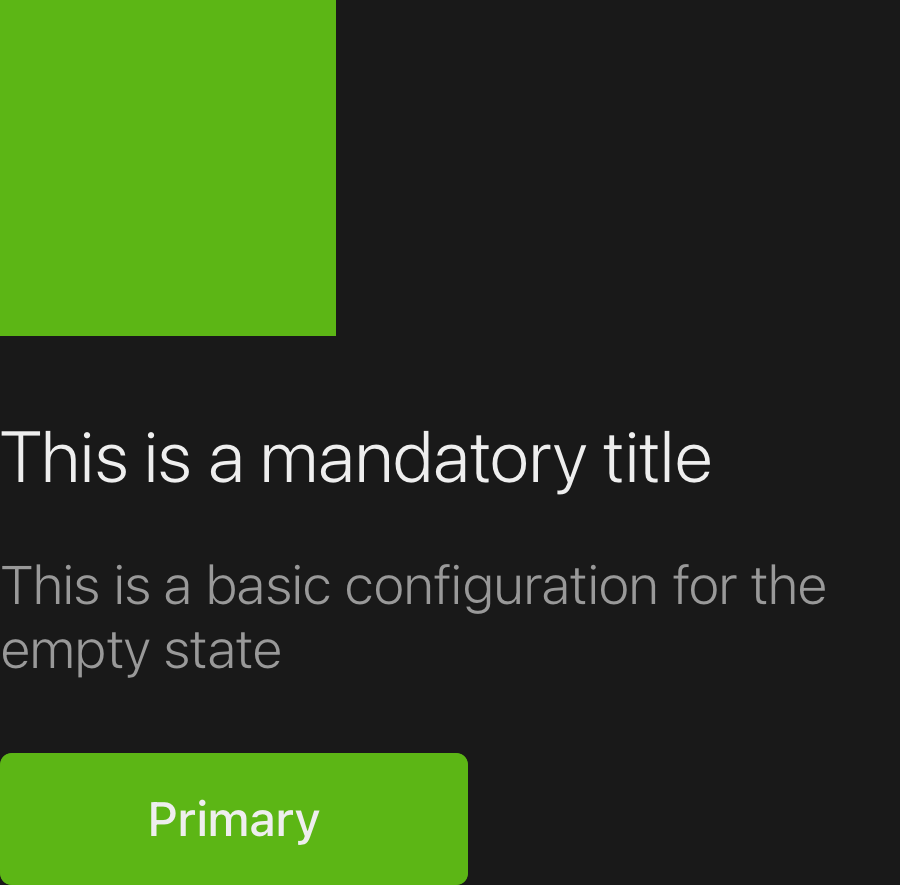 This is a mandatory title
This is a basic configuration for the
empty state
Primary